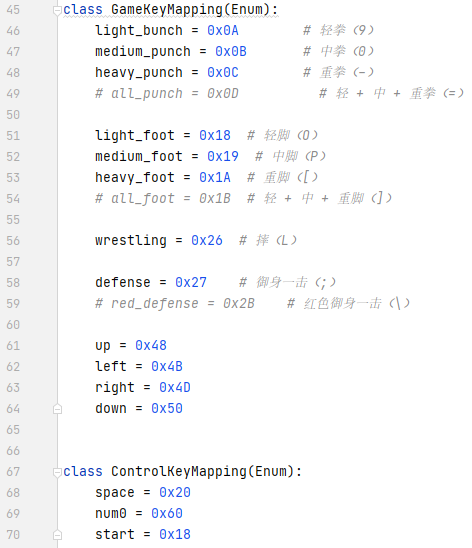 45 class GameKeyMapping(Enum):
46 light_bunch = 0x0A # 轻拳（9）
47 medium_punch = 0x0B # 中拳（0）
48 heavy_punch = 0x0C # 重拳（-）
49 # all_punch = 0x0D # 轻 + 中 + 重拳（=）
50
51 light_foot = 0x18 # 轻脚（O）
52 medium_foot = 0x19 # 中脚（P）
53 heavy_foot = 0x1A # 重脚（[）
54 # all_foot = 0x1B # 轻 + 中 + 重脚（]）
55
56 wrestling = 0x26 # 摔（L）
57
58 defense = 0x27 # 御身一击（;）
59 # red_defense = 0x2B # 红色御身一击（\）
60
61 up = 0x48
62 left = 0x4B
63 right = 0x4D
64 down = 0x50
65
66
67 class ControlKeyMapping(Enum):
68 space = 0x20
69 num0 = 0x60
70 start = 0x18